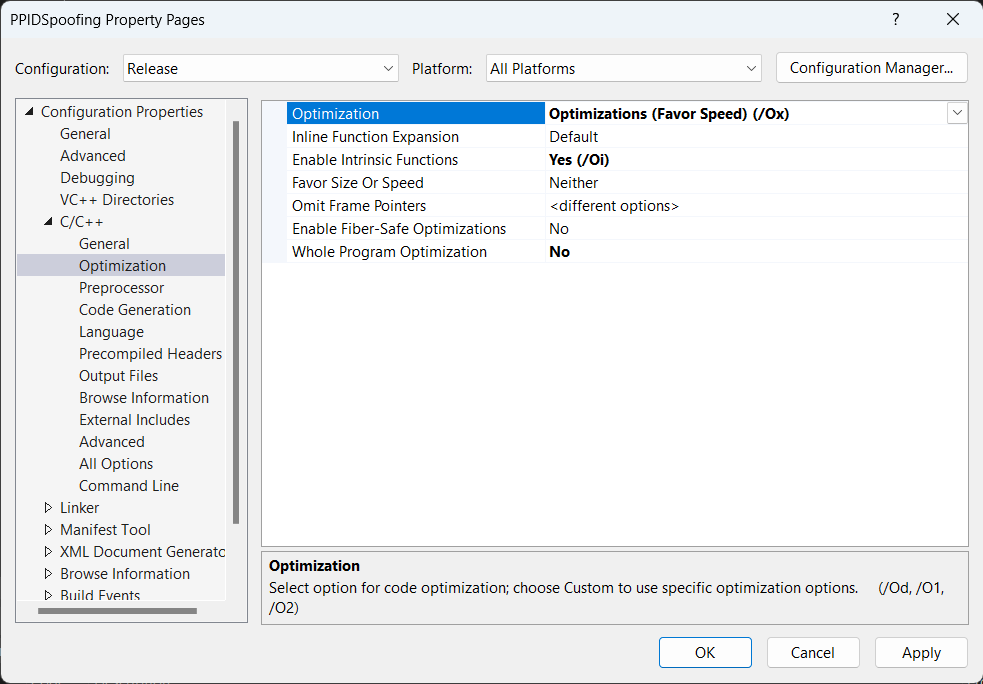 PPIDSpoofing Property Pages
?
Configuration: Release Platform: All Platforms Configuration Manager...
Configuration Properties
General
Advanced
Debugging
VC++ Directories
C/C++
General
Optimization
Preprocessor
Code Generation
Language
Precompiled Headers
Output Files
Browse Information
External Includes
Advanced
All Options
Command Line
Linker
Manifest Tool
XML Document Generato
Browse Information
Build Events
Optimization Optimizations (Favor Speed) (/Ox)
Inline Function Expansion Default
Enable Intrinsic Functions Yes (/Oi)
Favor Size Or Speed Neither
Omit Frame Pointers <different options>
Enable Fiber-Safe Optimizations No
Whole Program Optimization No
Optimization
Select option for code optimization; choose Custom to use specific optimization options. (/Od, /O1,
/O2)
OK Cancel Apply